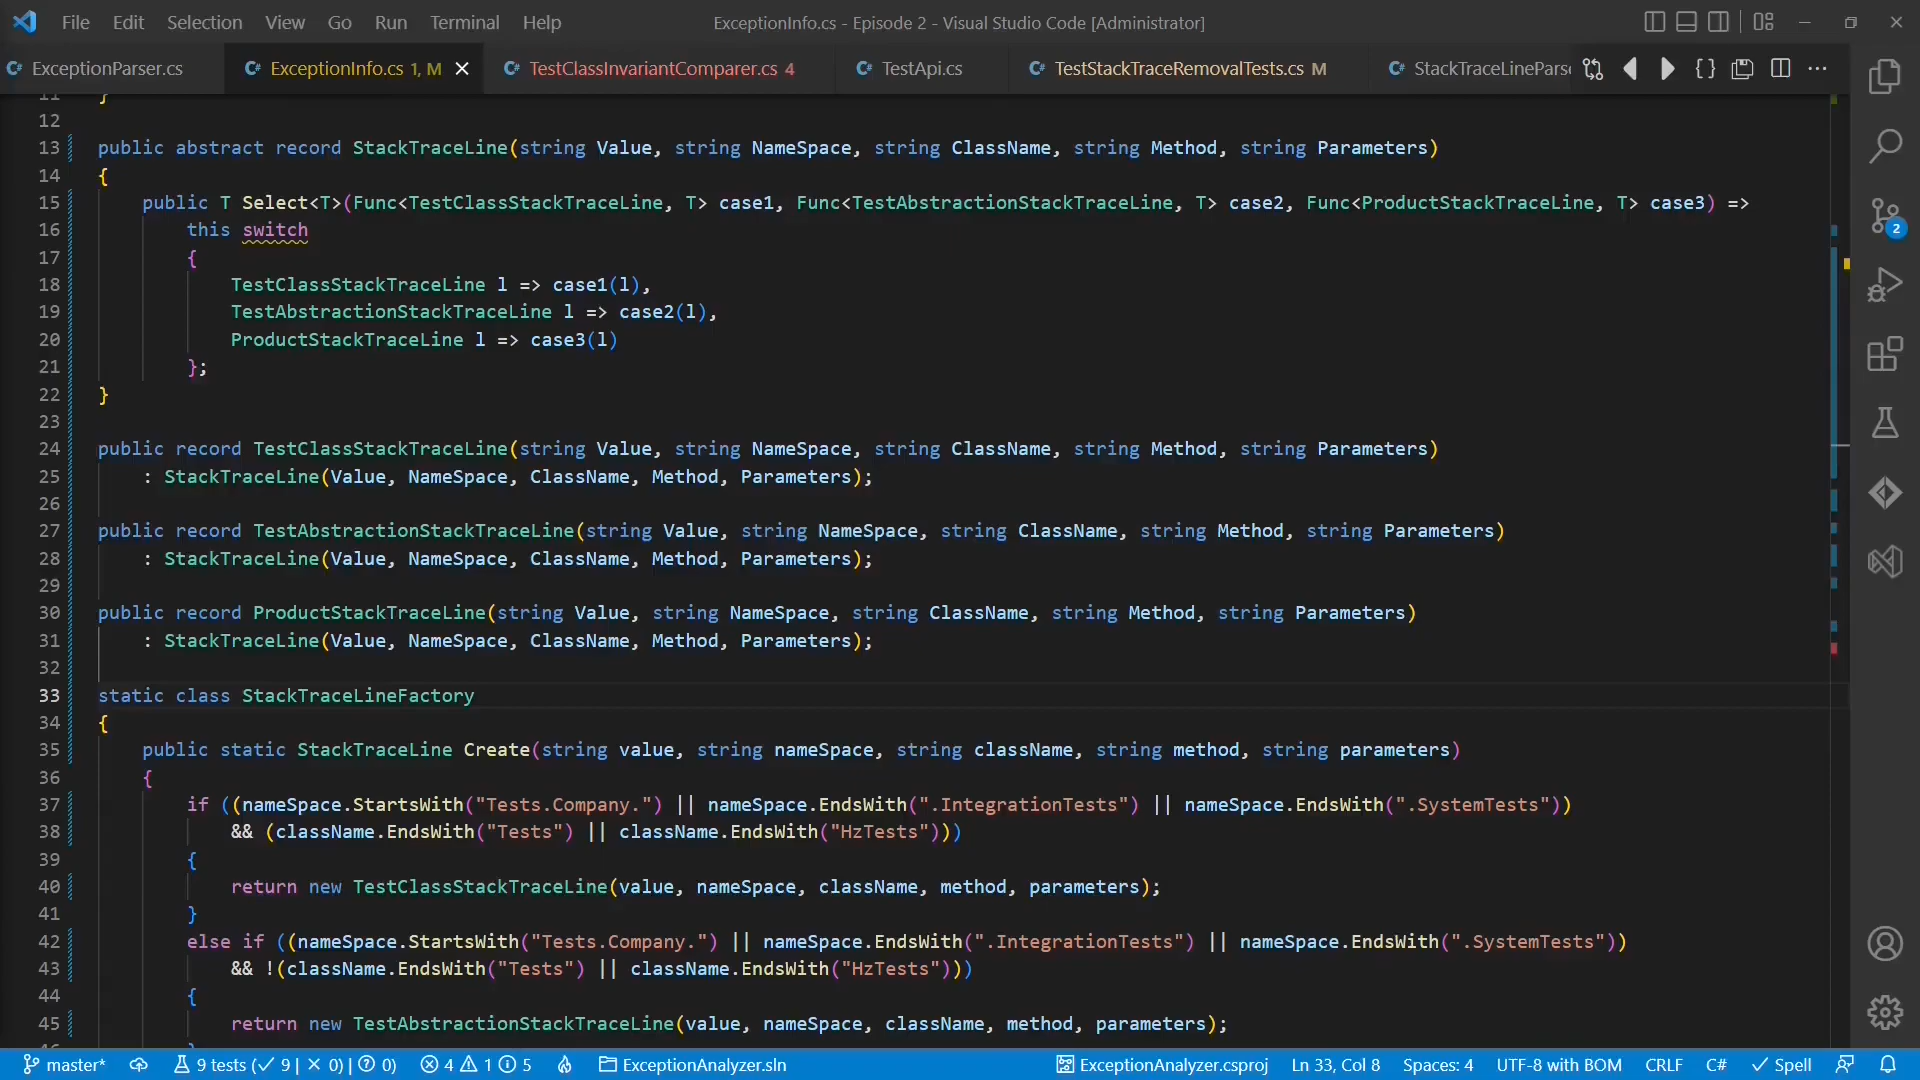 File Edit Selection View Go Run Terminal Help ExceptionInfo.cs - Episode 2 - Visual Studio Code [Administrator]
ExceptionParser.cs ExceptionInfo.cs 1, M TestClassInvariantComparer.cs 4 TestApi.cs TestStackTraceRemovalTests.cs M StackTraceLineParse
11 }
12
13 public abstract record StackTraceLine(string Value, string NameSpace, string ClassName, string Method, string Parameters)
14 {
15 public T Select<T>(Func<TestClassStackTraceLine, T> case1, Func<TestAbstractionStackTraceLine, T> case2, Func<ProductStackTraceLine, T> case3) =>
16 this switch
17 {
18 TestClassStackTraceLine l => case1(l),
19 TestAbstractionStackTraceLine l => case2(l),
20 ProductStackTraceLine l => case3(l)
21 };
22 }
23
24 public record TestClassStackTraceLine(string Value, string NameSpace, string ClassName, string Method, string Parameters)
25 : StackTraceLine(Value, NameSpace, ClassName, Method, Parameters);
26
27 public record TestAbstractionStackTraceLine(string Value, string NameSpace, string ClassName, string Method, string Parameters)
28 : StackTraceLine(Value, NameSpace, ClassName, Method, Parameters);
29
30 public record ProductStackTraceLine(string Value, string NameSpace, string ClassName, string Method, string Parameters)
31 : StackTraceLine(Value, NameSpace, ClassName, Method, Parameters);
32
33 static class StackTraceLineFactory
34 {
35 public static StackTraceLine Create(string value, string nameSpace, string className, string method, string parameters)
36 {
37 if ((nameSpace.StartsWith("Tests.Company.") || nameSpace.EndsWith(".IntegrationTests") || nameSpace.EndsWith(".SystemTests"))
38 && (className.EndsWith("Tests") || className.EndsWith("HzTests")))
39 {
40 return new TestClassStackTraceLine(value, nameSpace, className, method, parameters);
41 }
42 else if ((nameSpace.StartsWith("Tests.Company.") || nameSpace.EndsWith(".IntegrationTests") || nameSpace.EndsWith(".SystemTests"))
43 && !(className.EndsWith("Tests") || className.EndsWith("HzTests")))
44 {
45 return new TestAbstractionStackTraceLine(value, nameSpace, className, method, parameters);
2
master* 9 tests (✓ 9 | × 0) | ? 0) 4 1 5 ExceptionAnalyzer.sln ExceptionAnalyzer.csproj Ln 33, Col 8 Spaces: 4 UTF-8 with BOM CRLF C# ✓ Spell